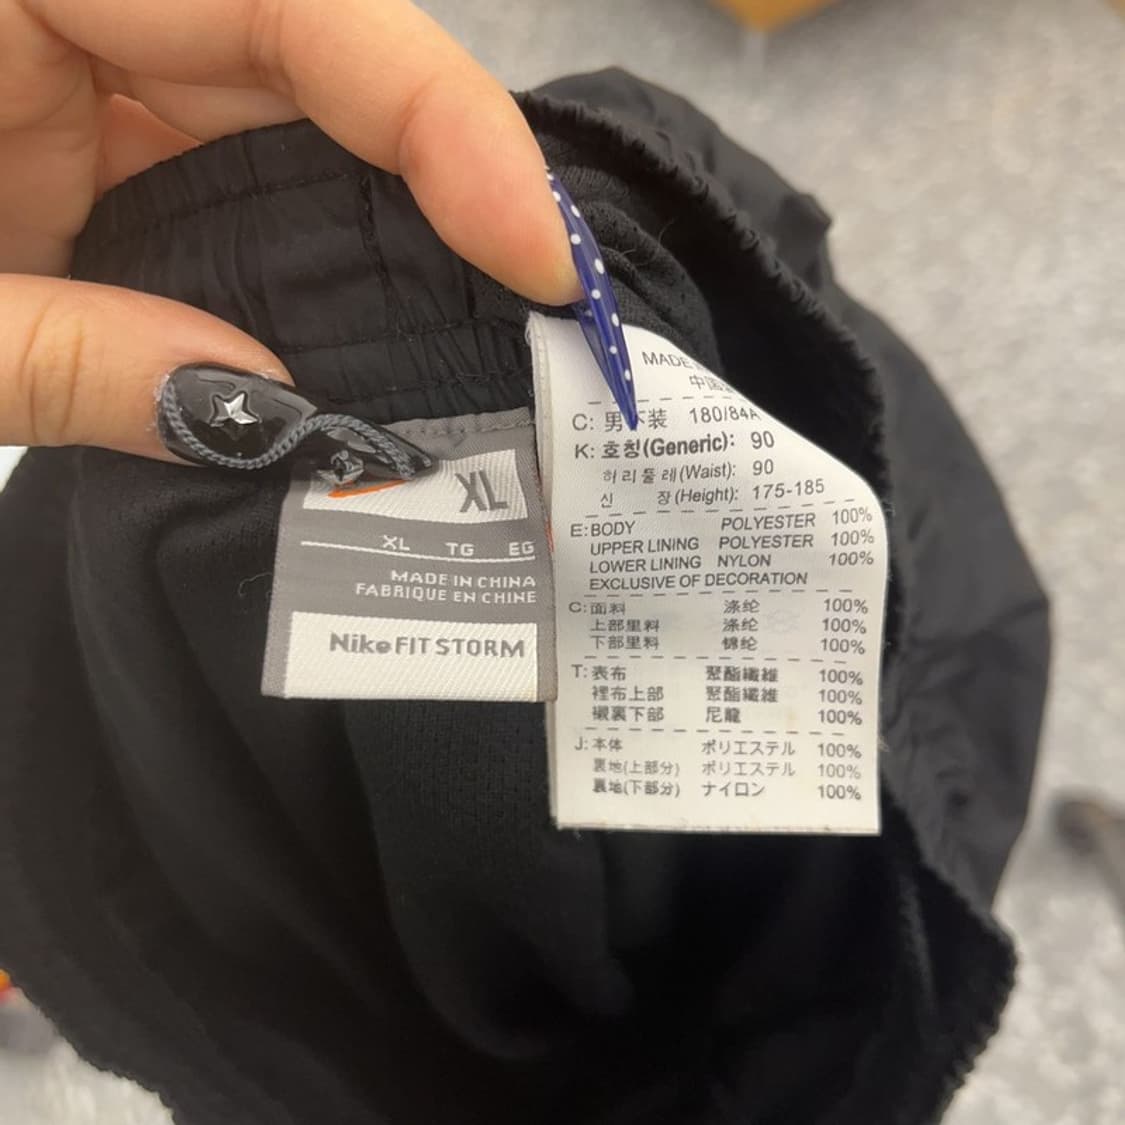 XL
XL TG EG
MADE IN CHINA
FABRIQUE EN CHINE
Nike FIT STORM
MADE
中国
C: 男 装 180/84A
K: 호칭(Generic): 90
허리둘레(Waist): 90
신 장(Height): 175-185
E: BODY POLYESTER 100%
UPPER LINING POLYESTER 100%
LOWER LINING NYLON 100%
EXCLUSIVE OF DECORATION
C: 面料 涤纶 100%
上部里料 涤纶 100%
下部里料 锦纶 100%
T: 表布 聚酯纖維 100%
裡布上部 聚酯纖維 100%
襯裏下部 尼龍 100%
J: 本体 ポリエステル 100%
裏地(上部分) ポリエステル 100%
裏地(下部分) ナイロン 100%